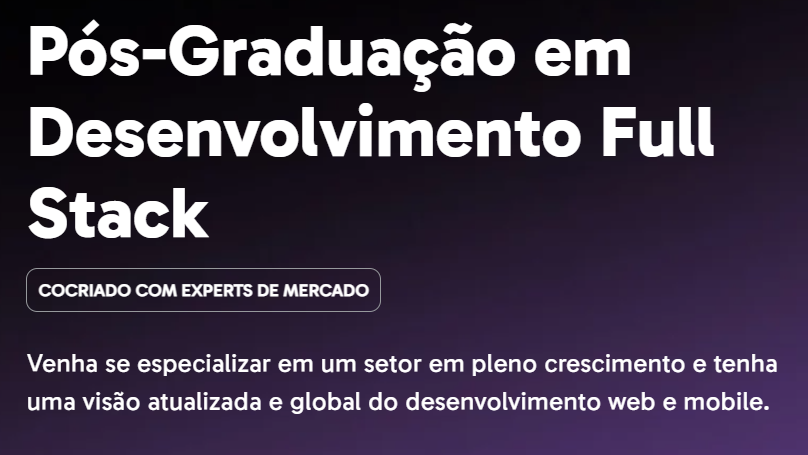 Pós-Graduação em
Desenvolvimento Full
Stack
COCRIADO COM EXPERTS DE MERCADO
Venha se especializar em um setor em pleno crescimento e tenha
uma visão atualizada e global do desenvolvimento web e mobile.